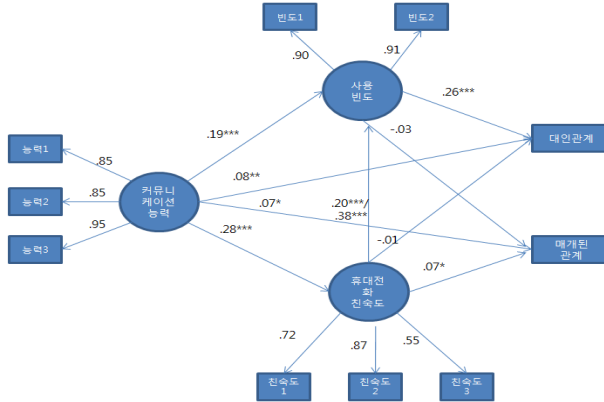 빈도1
빈도2
.90
.91
사용
빈도
.26***
.19***
-.03
대인관계
능력1
.85
.08**
능력2
.85
커뮤니
케이션
능력
.07*
.20***/
.38***
능력3
.95
.28***
-.01
매개된
관계
휴대전
화
친숙도
.07*
.72
.87
.55
친숙도
1
친숙도
2
친숙도
3